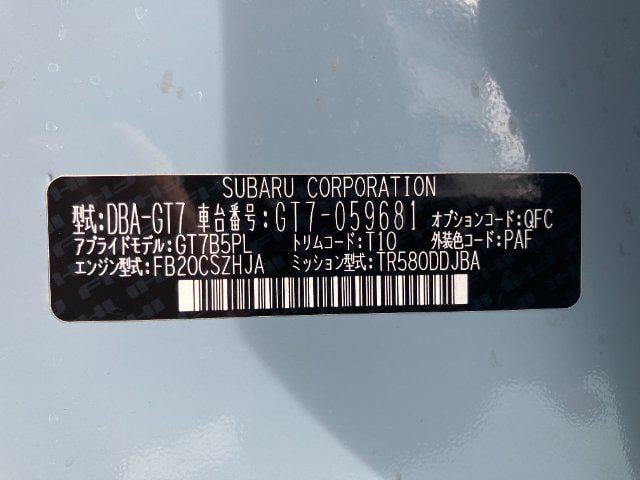 SUBARU CORPORATION
型式:DBA-GT7 車台番号:GT7-059681 オプションコード:QFC
アプライドモデル:GT7B5PL トリムコード:T10 外装色コード:PAF
エンジン型式:FB20CSZHJA ミッション型式:TR580DDJBA